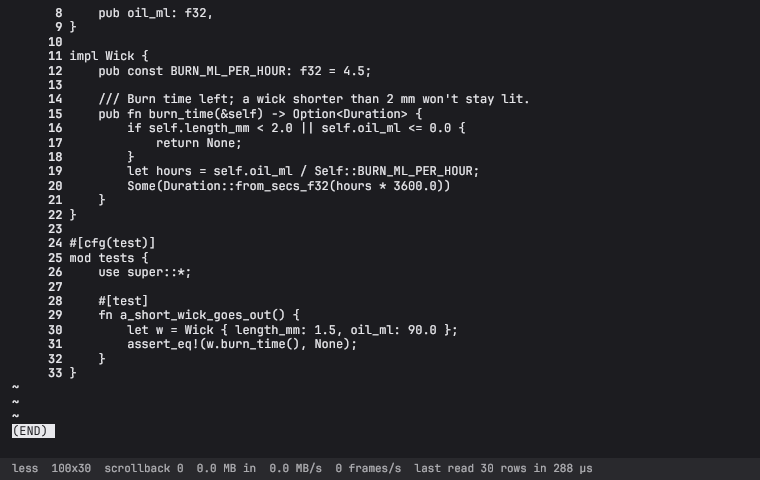 8     pub oil_ml: f32,
9 }
10
11 impl Wick {
12     pub const BURN_ML_PER_HOUR: f32 = 4.5;
13
14     /// Burn time left; a wick shorter than 2 mm won't stay lit.
15     pub fn burn_time(&self) -> Option<Duration> {
16         if self.length_mm < 2.0 || self.oil_ml <= 0.0 {
17             return None;
18         }
19         let hours = self.oil_ml / Self::BURN_ML_PER_HOUR;
20         Some(Duration::from_secs_f32(hours * 3600.0))
21     }
22 }
23
24 #[cfg(test)]
25 mod tests {
26     use super::*;
27
28     #[test]
29     fn a_short_wick_goes_out() {
30         let w = Wick { length_mm: 1.5, oil_ml: 90.0 };
31         assert_eq!(w.burn_time(), None);
32     }
33 }
~
~
~
(END)
less  100x30  scrollback 0  0.0 MB in  0.0 MB/s  0 frames/s  last read 30 rows in 288 µs